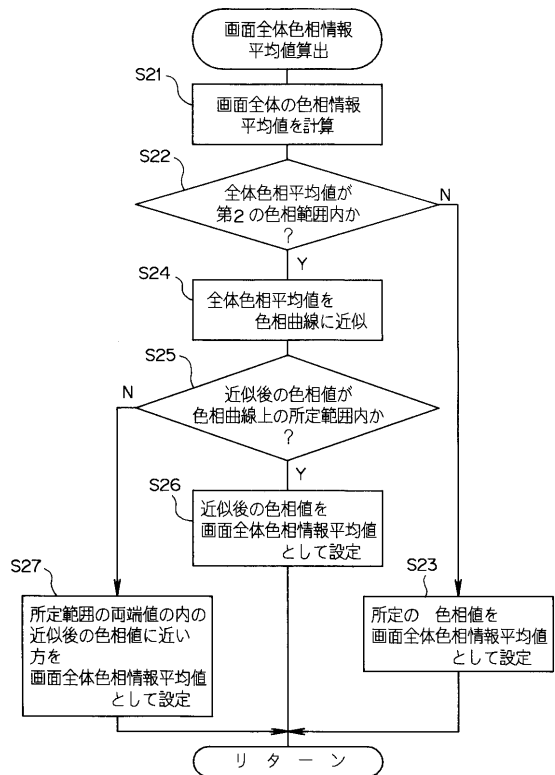 画面全体色相情報
平均値算出
S21
画面全体の色相情報
平均値を計算
S22
全体色相平均値が
第2の色相範囲内か
?
N
Y
S24
全体色相平均値を
色相曲線に近似
S25
近似後の色相値が
色相曲線上の所定範囲内か
?
N
Y
S26
近似後の色相値を
画面全体色相情報平均値
として設定
S27
所定範囲の両端値の内の
近似後の色相値に近い
方を
画面全体色相情報平均値
として設定
S23
所定の 色相値を
画面全体色相情報平均値
として設定
リターン